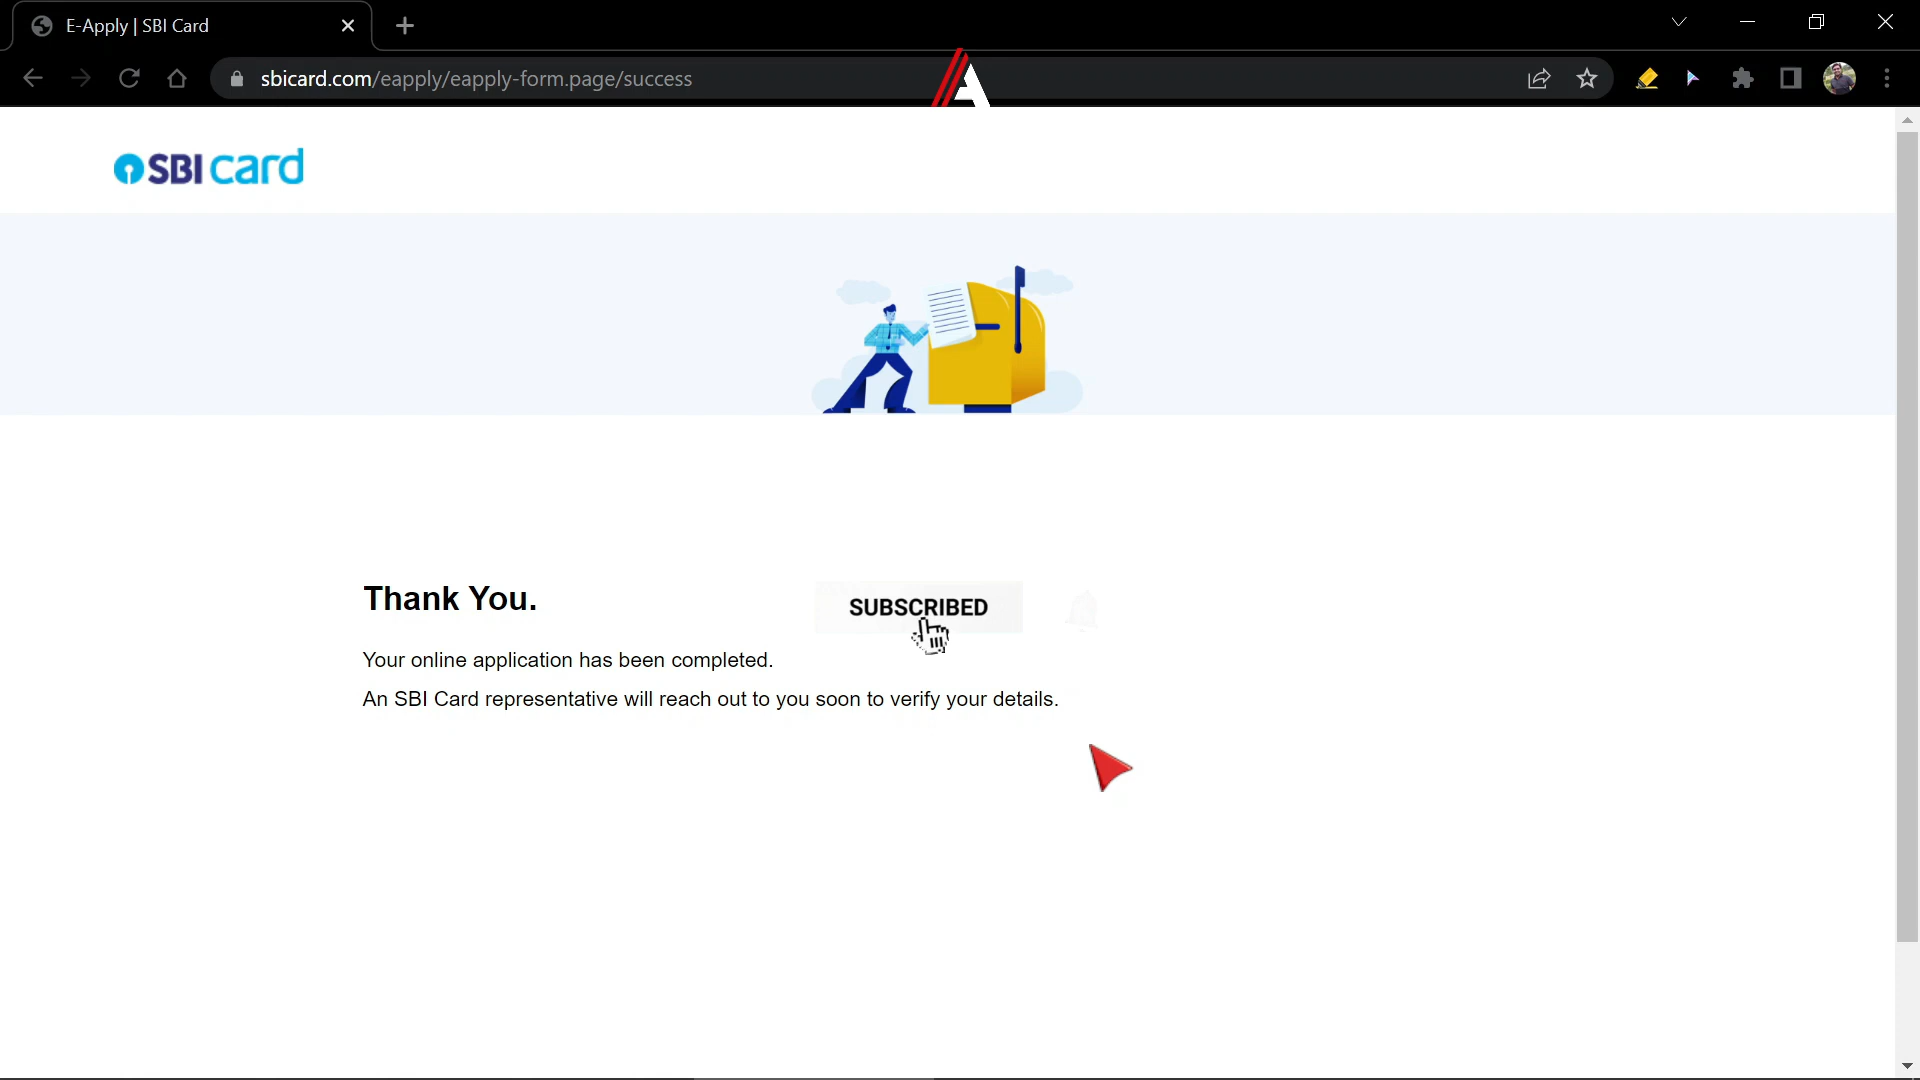 E-Apply | SBI Card
sbicard.com/eapply/eapply-form.page/success
SBI card
Thank You.
SUBSCRIBED
Your online application has been completed.
An SBI Card representative will reach out to you soon to verify your details.